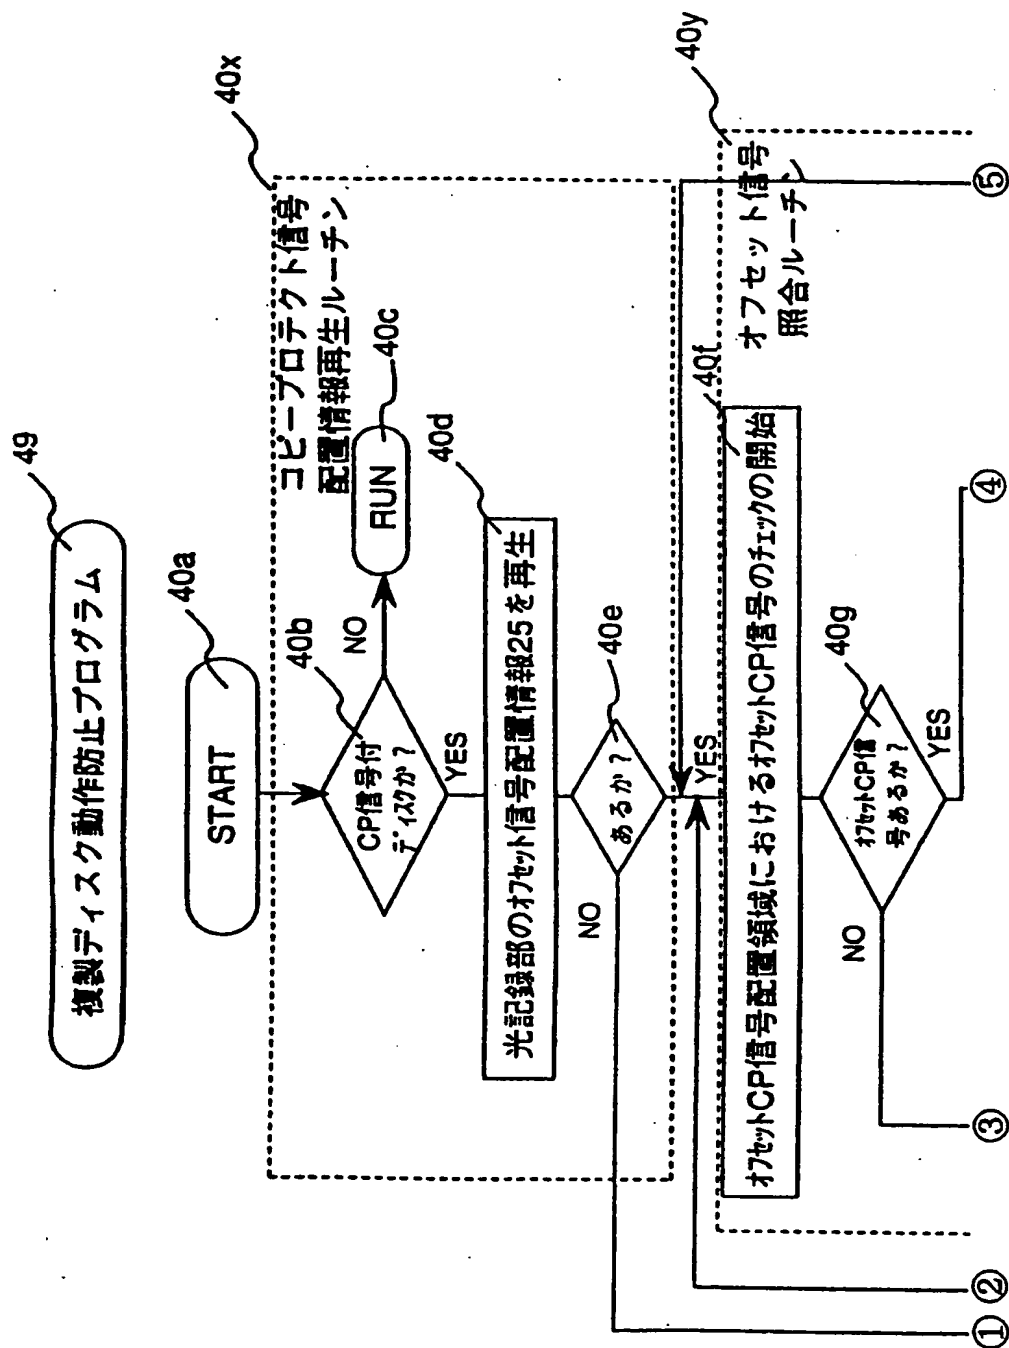 複製ディスク動作防止プログラム
49
START
40a
コピープロテクト信号
配置情報再生ルーチン
40x
CP信号付
ディスクか?
40b
NO
RUN
40c
YES
光記録部のオフセット信号配置情報25を再生
40d
あるか?
40e
NO
YES
オフセット信号
照合ルーチン
40y
オフセットCP信号配置領域におけるオフセットCP信号のチェックの開始
40f
オフセットCP信
号あるか?
40g
NO
YES
①
②
③
④
⑤